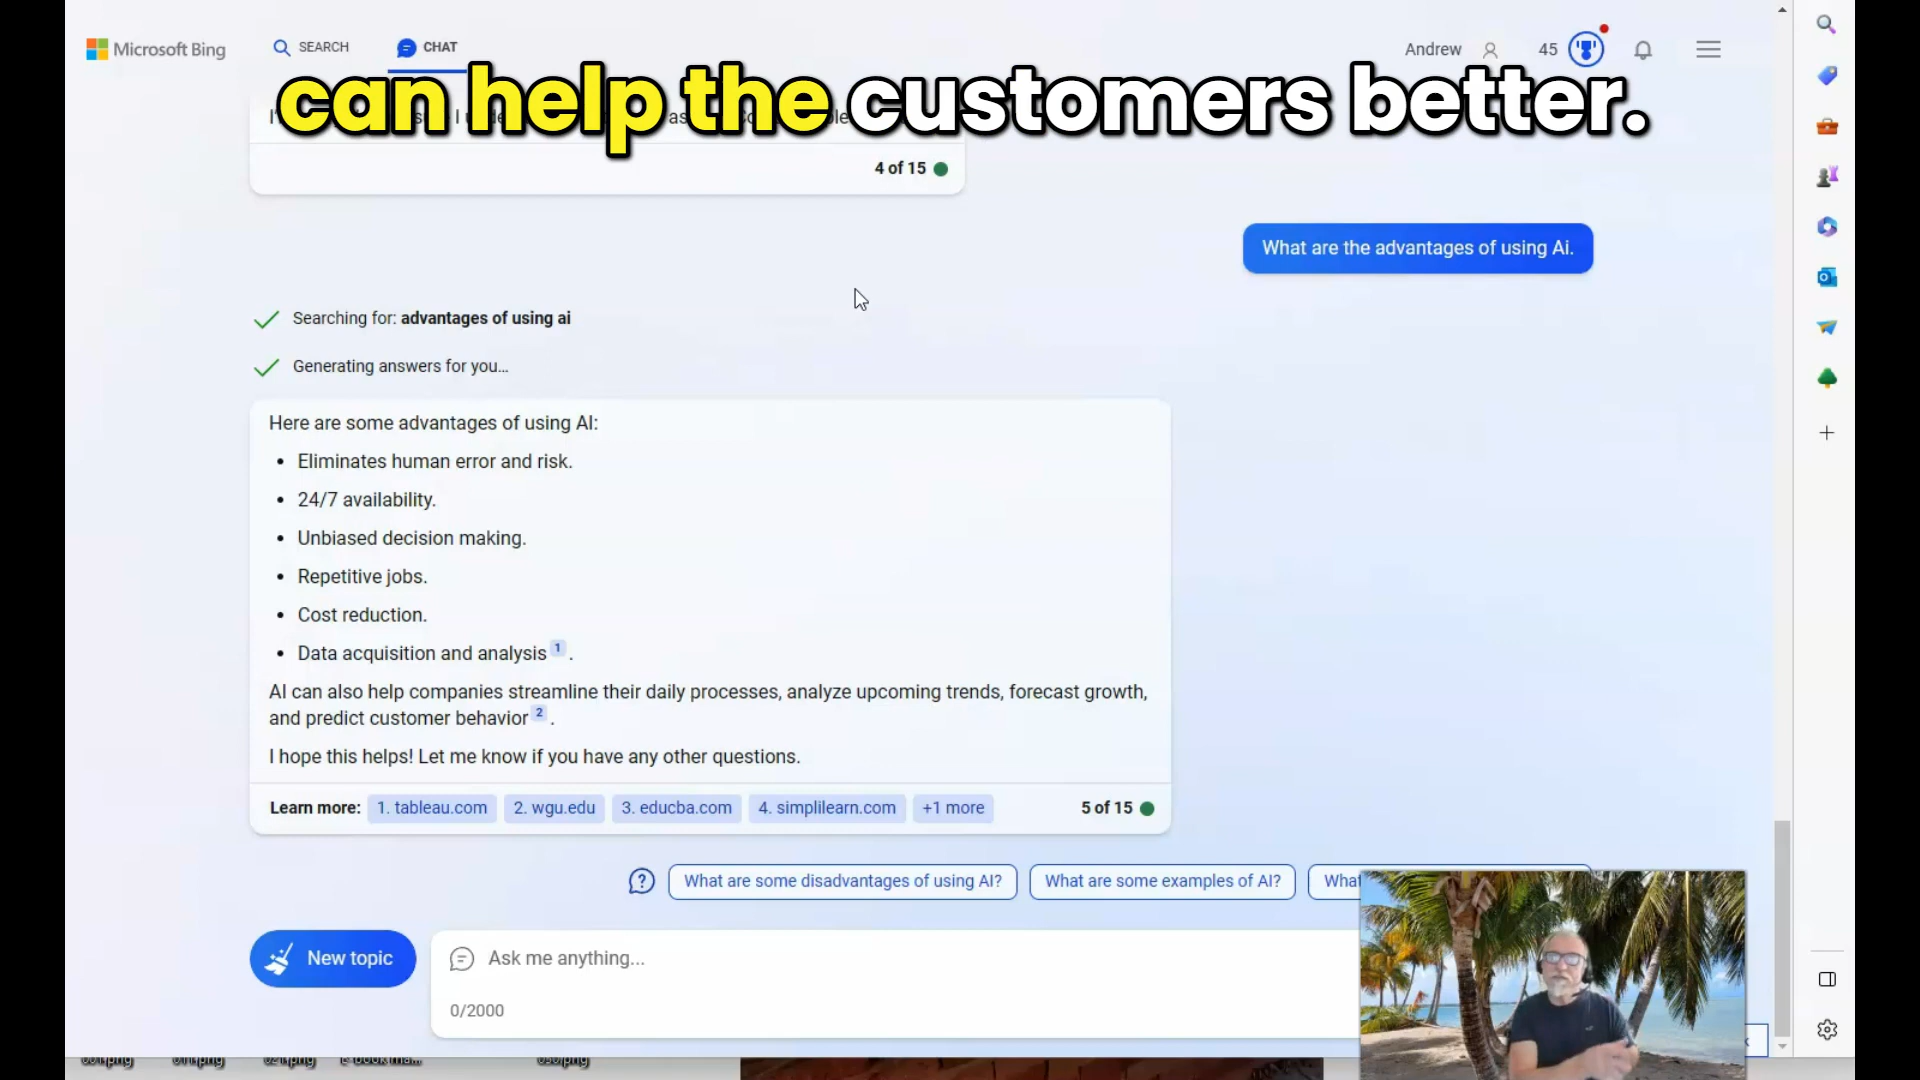 Microsoft Bing
SEARCH
CHAT
Andrew
45
can help the customers better.
4 of 15
What are the advantages of using Ai.
Searching for: advantages of using ai
Generating answers for you…
Here are some advantages of using AI:
• Eliminates human error and risk.
• 24/7 availability.
• Unbiased decision making.
• Repetitive jobs.
• Cost reduction.
• Data acquisition and analysis 1 .
AI can also help companies streamline their daily processes, analyze upcoming trends, forecast growth,
and predict customer behavior 2 .
I hope this helps! Let me know if you have any other questions.
Learn more: 1. tableau.com 2. wgu.edu 3. educba.com 4. simplilearn.com +1 more 5 of 15
What are some disadvantages of using AI?
What are some examples of AI?
New topic
Ask me anything...
0/2000